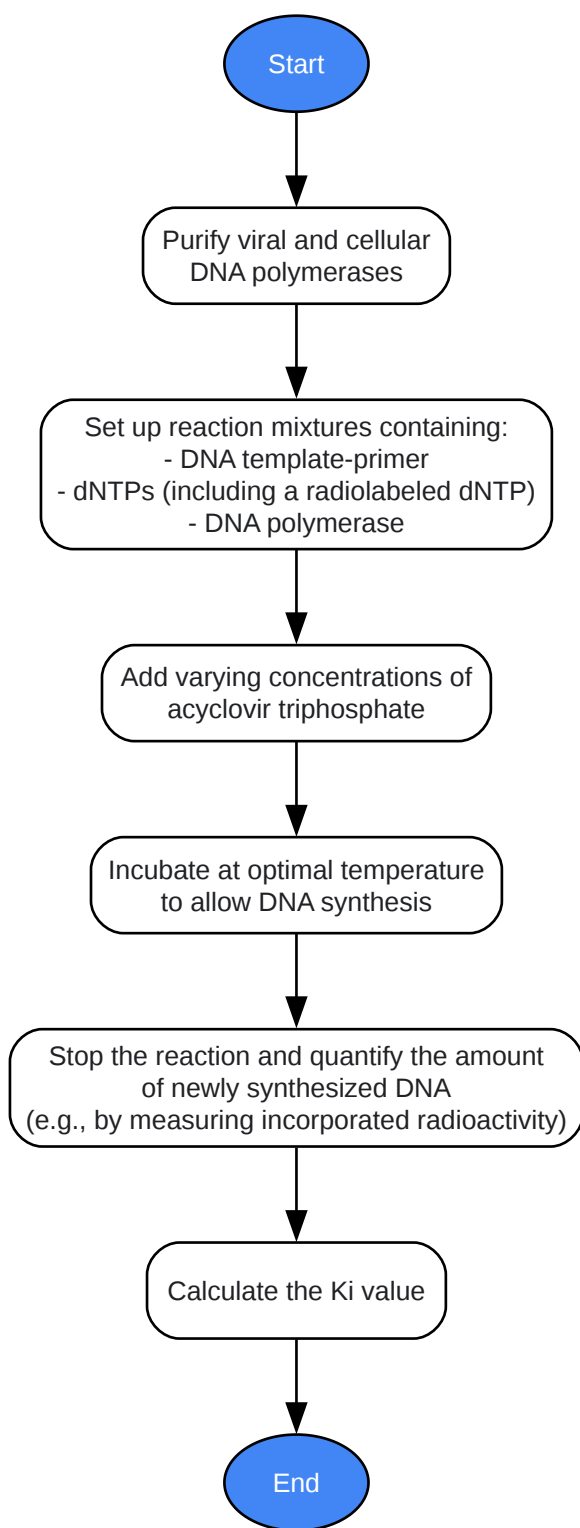 Start
Purify viral and cellular
DNA polymerases
Set up reaction mixtures containing:
- DNA template-primer
- dNTPs (including a radiolabeled dNTP)
- DNA polymerase
Add varying concentrations of
acyclovir triphosphate
Incubate at optimal temperature
to allow DNA synthesis
Stop the reaction and quantify the amount
of newly synthesized DNA
(e.g., by measuring incorporated radioactivity)
Calculate the Ki value
End